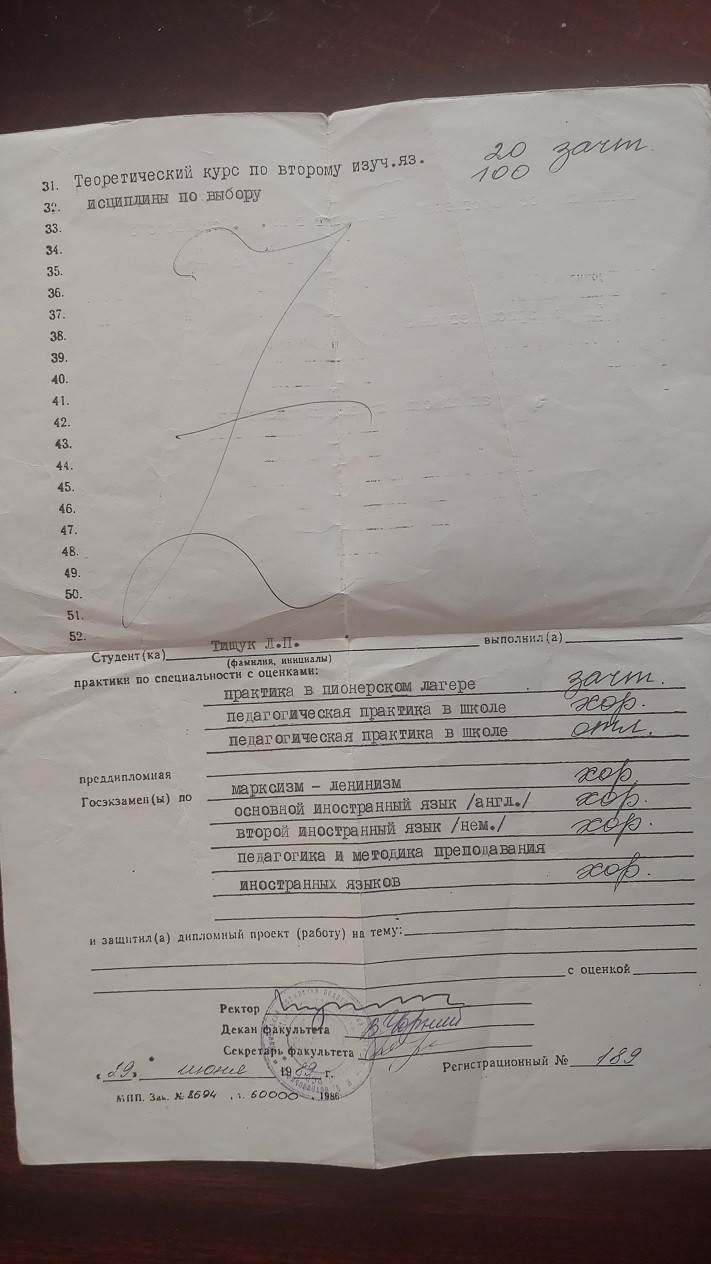 31. Теоретический курс по второму изуч.яз. 20 зачт.
32. исциплины по выбору 100
33.
34.
35.
36.
37.
38.
39.
40.
41.
42.
43.
44.
45.
46.
47.
48.
49.
50.
51.
52.
Студент(ка) Тищук Л.П. выполнил(а)
(фамилия, инициалы)
практики по специальности с оценками:
практика в пионерском лагере зачт.
педагогическая практика в школе хор.
педагогическая практика в школе отл.
преддипломная
марксизм - ленинизм хор
Госэкзамен(ы) по основной иностранный язык /англ./ хор.
второй иностранный язык /нем./ хор.
педагогика и методика преподавания
иностранных языков хор.
и защитил(а) дипломный проект (работу) на тему:
с оценкой
Ректор
Декан факультета
Секретарь факультета
«29» июня 1989 г. Регистрационный № 189
МПП. Зак. № 8694 , т. 50000 . 1986